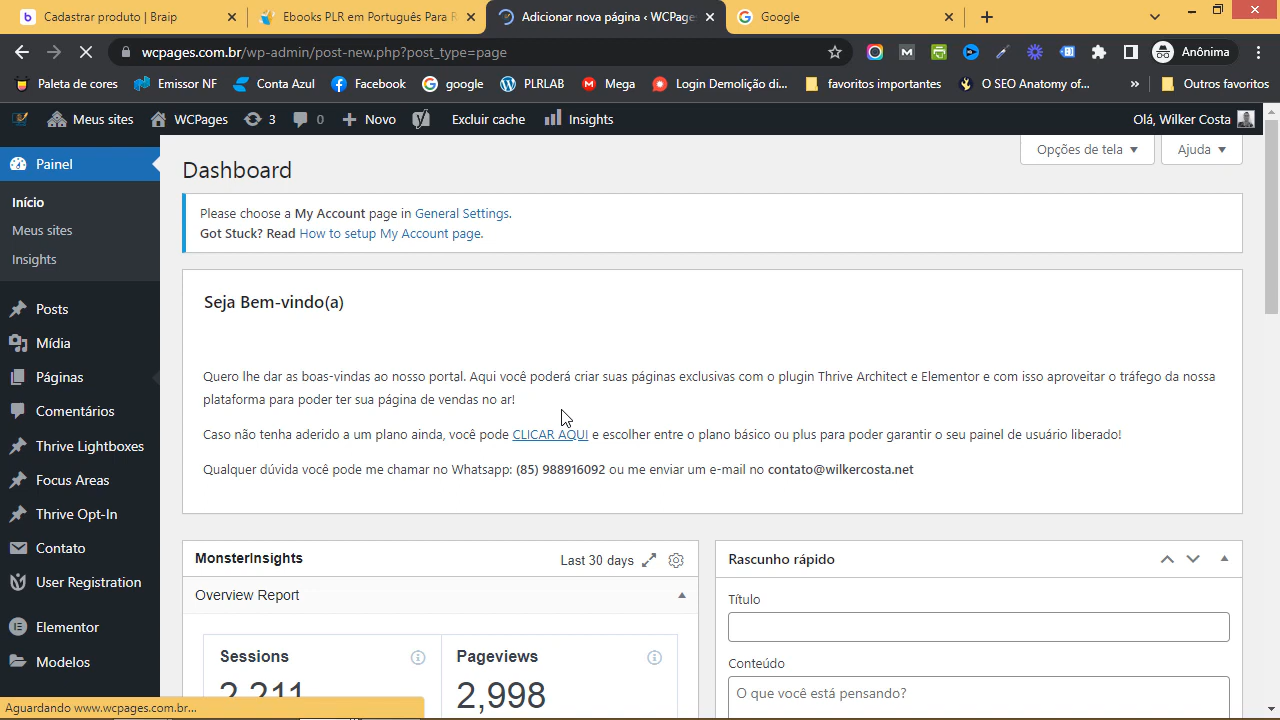 Cadastrar produto | Braip
Ebooks PLR em Português Para R
Adicionar nova página ‹ WCPages
Google
wcpages.com.br/wp-admin/post-new.php?post_type=page
Anônima
Paleta de cores
Emissor NF
Conta Azul
Facebook
google
PLRLAB
Mega
Login Demolição di...
favoritos importantes
O SEO Anatomy of...
»
Outros favoritos
Meus sites
WCPages
3
0
Novo
Excluir cache
Insights
Olá, Wilker Costa
Painel
Início
Meus sites
Insights
Posts
Mídia
Páginas
Comentários
Thrive Lightboxes
Focus Areas
Thrive Opt-In
Contato
User Registration
Elementor
Modelos
Opções de tela
Ajuda
Dashboard
Please choose a My Account page in General Settings.
Got Stuck? Read How to setup My Account page.
Seja Bem-vindo(a)
Quero lhe dar as boas-vindas ao nosso portal. Aqui você poderá criar suas páginas exclusivas com o plugin Thrive Architect e Elementor e com isso aproveitar o tráfego da nossa
plataforma para poder ter sua página de vendas no ar!
Caso não tenha aderido a um plano ainda, você pode CLICAR AQUI e escolher entre o plano básico ou plus para poder garantir o seu painel de usuário liberado!
Qualquer dúvida você pode me chamar no Whatsapp: (85) 988916092 ou me enviar um e-mail no contato@wilkercosta.net
MonsterInsights
Last 30 days
Overview Report
Sessions
2,211
Pageviews
2,998
Rascunho rápido
Título
Conteúdo
O que você está pensando?
Aguardando www.wcpages.com.br...